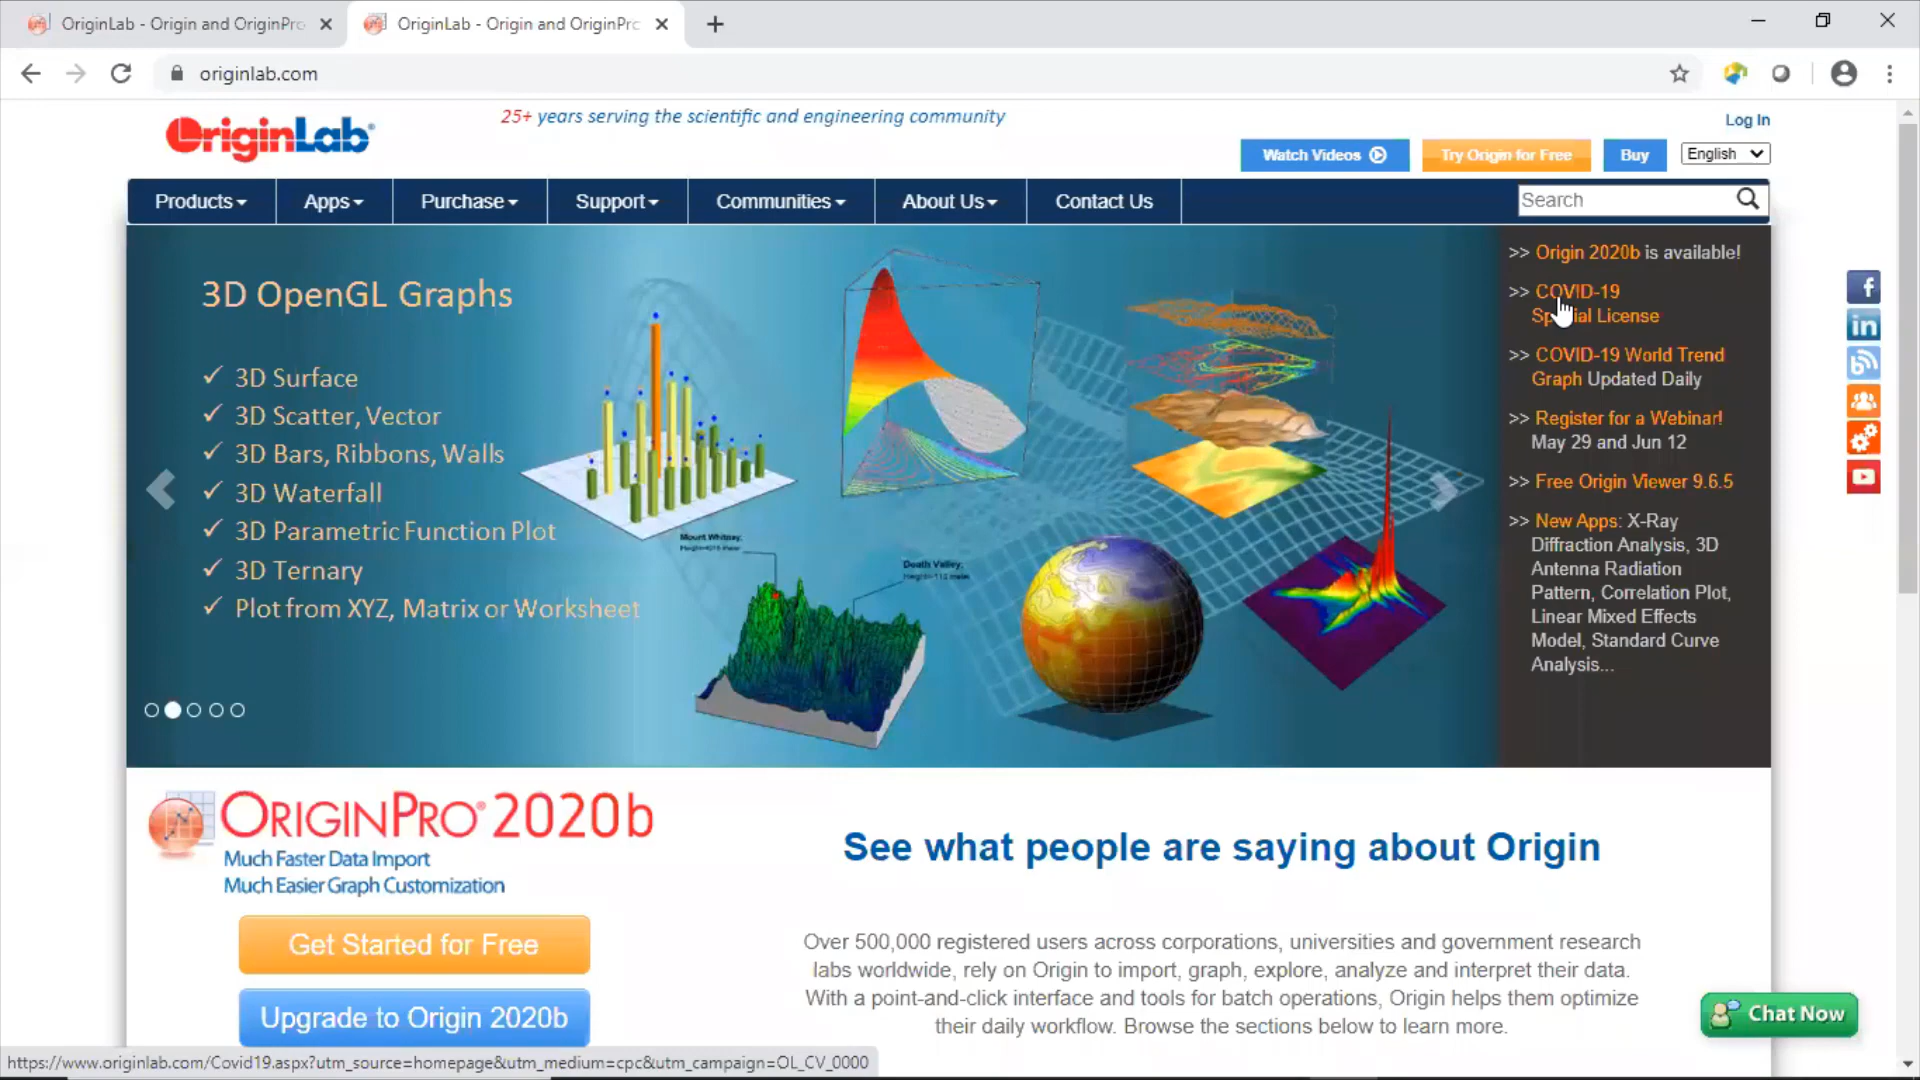 OriginLab - Origin and OriginPro
OriginLab - Origin and OriginPro
originlab.com
OriginLab
25+ years serving the scientific and engineering community
Log In
Watch Videos
Try Origin for Free
Buy
English
Products
Apps
Purchase
Support
Communities
About Us
Contact Us
Search
3D OpenGL Graphs
✓ 3D Surface
✓ 3D Scatter, Vector
✓ 3D Bars, Ribbons, Walls
✓ 3D Waterfall
✓ 3D Parametric Function Plot
✓ 3D Ternary
✓ Plot from XYZ, Matrix or Worksheet
Mount Whitney:
Death Valley:
>> Origin 2020b is available!
>> COVID-19
Special License
>> COVID-19 World Trend
Graph Updated Daily
>> Register for a Webinar!
May 29 and Jun 12
>> Free Origin Viewer 9.6.5
>> New Apps: X-Ray
Diffraction Analysis, 3D
Antenna Radiation
Pattern, Correlation Plot,
Linear Mixed Effects
Model, Standard Curve
Analysis...
ORIGINPRO® 2020b
Much Faster Data Import
Much Easier Graph Customization
Get Started for Free
Upgrade to Origin 2020b
See what people are saying about Origin
Over 500,000 registered users across corporations, universities and government research
labs worldwide, rely on Origin to import, graph, explore, analyze and interpret their data.
With a point-and-click interface and tools for batch operations, Origin helps them optimize
their daily workflow. Browse the sections below to learn more.
Chat Now
https://www.originlab.com/Covid19.aspx?utm_source=homepage&utm_medium=cpc&utm_campaign=OL_CV_0000